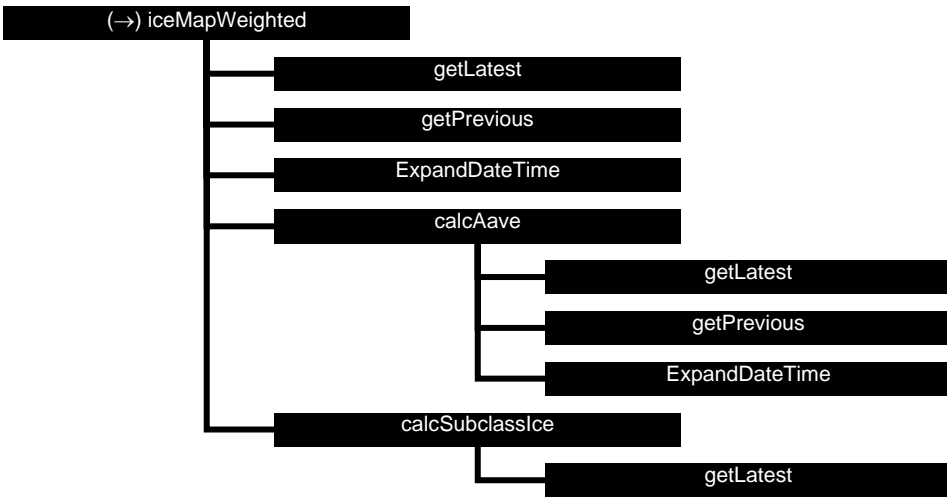 (→) iceMapWeighted
getLatest
getPrevious
ExpandDateTime
calcAave
getLatest
getPrevious
ExpandDateTime
calcSubclassIce
getLatest